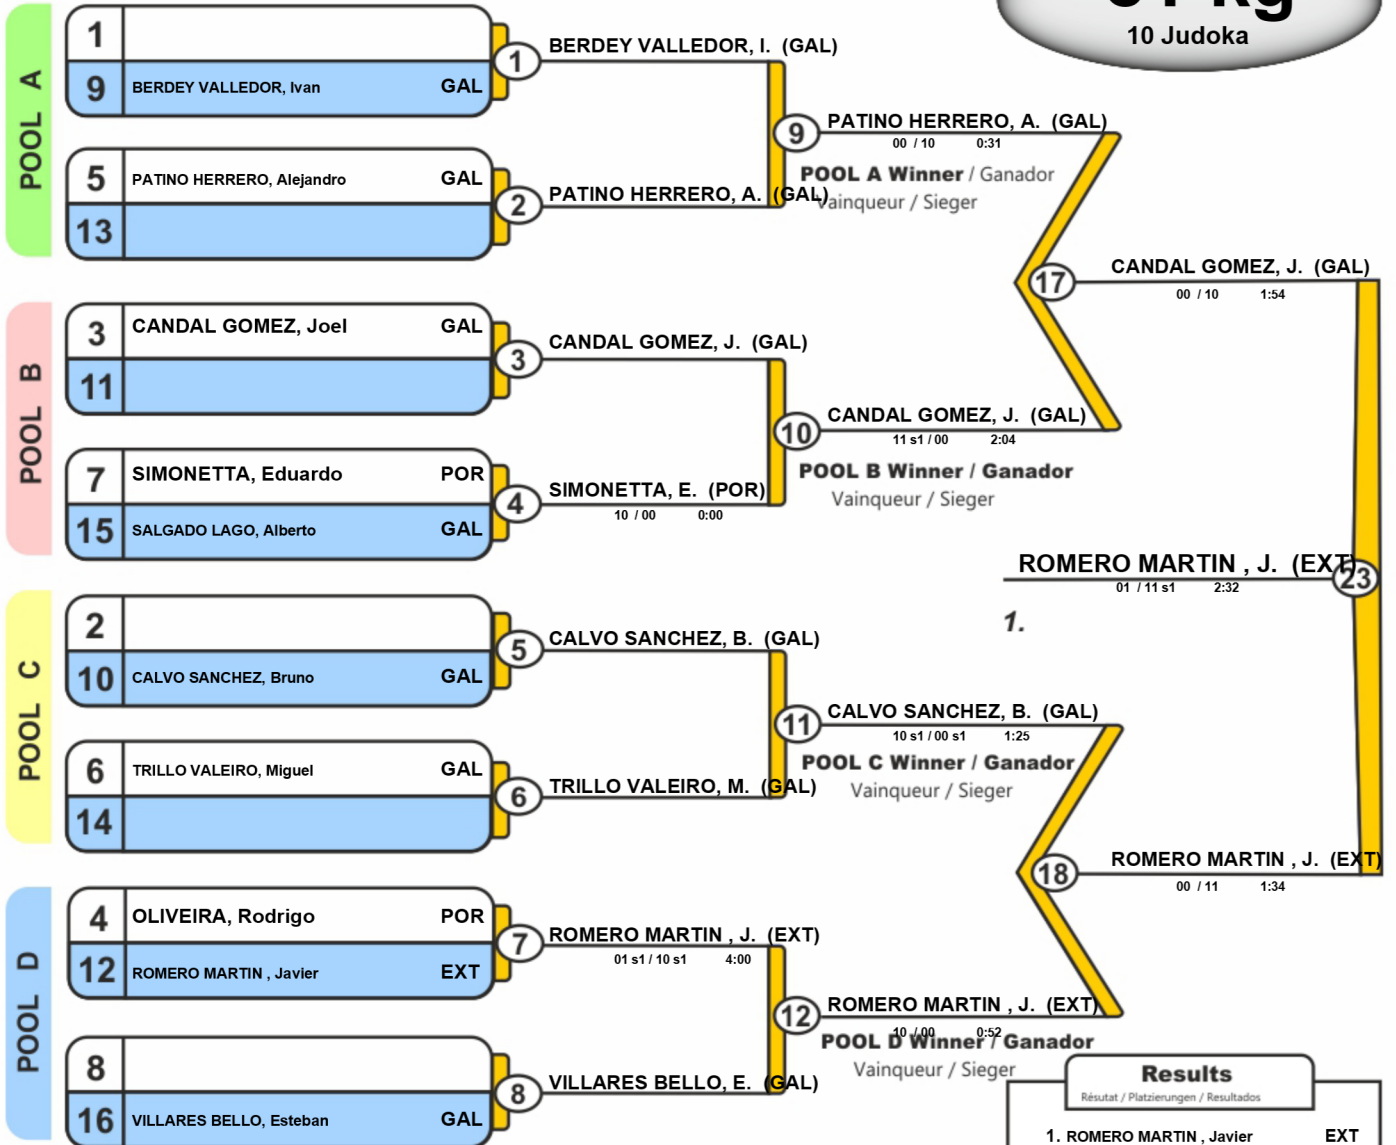 10 Judoka
POOL A
1
9 BERDEY VALLEDOR, Ivan GAL
1
BERDEY VALLEDOR, I. (GAL)
5 PATINO HERRERO, Alejandro GAL
13
2
PATINO HERRERO, A. (GAL)
9
PATINO HERRERO, A. (GAL)
00 / 10 0:31
POOL A Winner / Ganador
Vainqueur / Sieger
POOL B
3 CANDAL GOMEZ, Joel GAL
11
3
CANDAL GOMEZ, J. (GAL)
7 SIMONETTA, Eduardo POR
15 SALGADO LAGO, Alberto GAL
4
SIMONETTA, E. (POR)
10 / 00 0:00
10
CANDAL GOMEZ, J. (GAL)
11 s1 / 00 2:04
POOL B Winner / Ganador
Vainqueur / Sieger
17
CANDAL GOMEZ, J. (GAL)
00 / 10 1:54
ROMERO MARTIN , J. (EXT)
23
01 / 11 s1 2:32
1.
POOL C
2
10 CALVO SANCHEZ, Bruno GAL
5
CALVO SANCHEZ, B. (GAL)
6 TRILLO VALEIRO, Miguel GAL
14
6
TRILLO VALEIRO, M. (GAL)
11
CALVO SANCHEZ, B. (GAL)
10 s1 / 00 s1 1:25
POOL C Winner / Ganador
Vainqueur / Sieger
18
ROMERO MARTIN , J. (EXT)
00 / 11 1:34
POOL D
4 OLIVEIRA, Rodrigo POR
12 ROMERO MARTIN , Javier EXT
7
ROMERO MARTIN , J. (EXT)
01 s1 / 10 s1 4:00
8
16 VILLARES BELLO, Esteban GAL
8
VILLARES BELLO, E. (GAL)
12
ROMERO MARTIN , J. (EXT)
10 / 00 0:52
POOL D Winner / Ganador
Vainqueur / Sieger
Results
Résutat / Platzierungen / Resultados
1. ROMERO MARTIN , Javier EXT